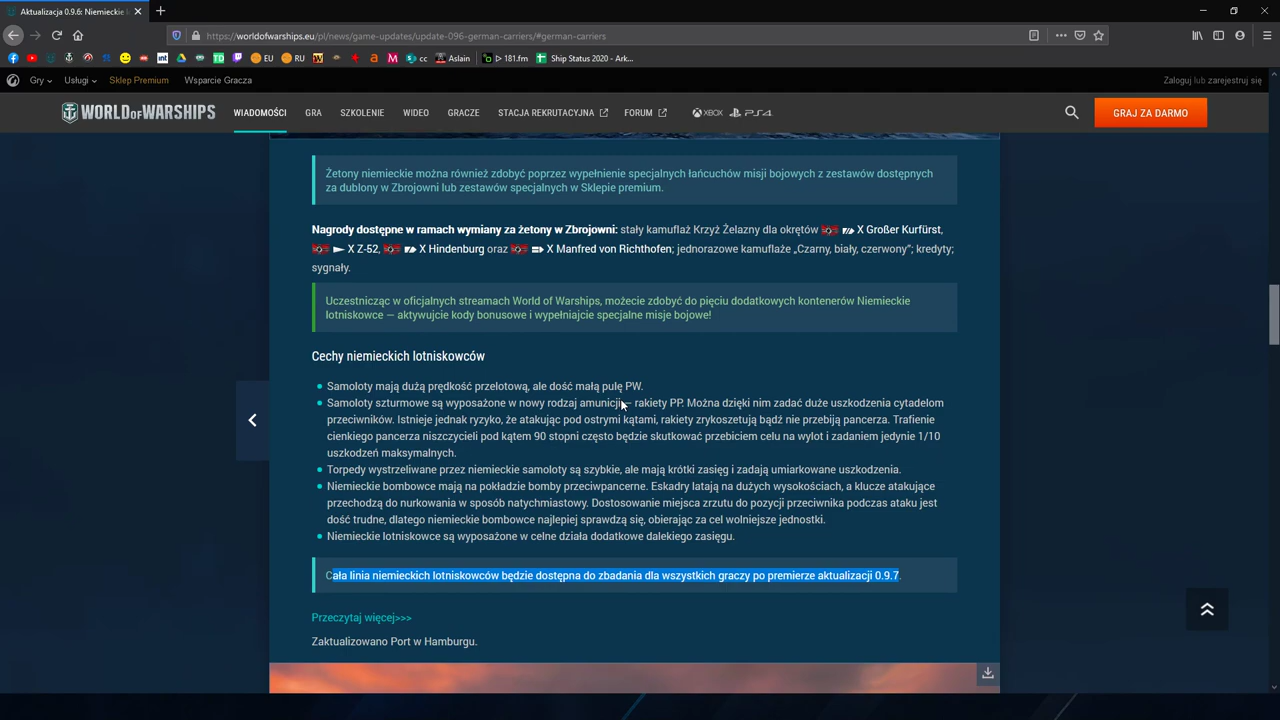 Aktualizacja 0.9.6: Niemieckie l
https://worldofwarships.eu/pl/news/game-updates/update-096-german-carriers/#german-carriers
EU
RU
cc
Aslain
181.fm
Ship Status 2020 - Ark...
Gry
Usługi
Sklep Premium
Wsparcie Gracza
Zaloguj lub zarejestruj się
WORLD OF WARSHIPS
WIADOMOŚCI
GRA
SZKOLENIE
WIDEO
GRACZE
STACJA REKRUTACYJNA
FORUM
XBOX
PS4
GRAJ ZA DARMO
Żetony niemieckie można również zdobyć poprzez wypełnienie specjalnych łańcuchów misji bojowych z zestawów dostępnych
za dublony w Zbrojowni lub zestawów specjalnych w Sklepie premium.
Nagrody dostępne w ramach wymiany za żetony w Zbrojowni: stały kamuflaż Krzyż Żelazny dla okrętów X Großer Kurfürst,
X Z-52, X Hindenburg oraz X Manfred von Richthofen; jednorazowe kamuflaże „Czarny, biały, czerwony"; kredyty;
sygnały.
Uczestnicząc w oficjalnych streamach World of Warships, możecie zdobyć do pięciu dodatkowych kontenerów Niemieckie
lotniskowce — aktywujcie kody bonusowe i wypełniajcie specjalne misje bojowe!
Cechy niemieckich lotniskowców
Samoloty mają dużą prędkość przelotową, ale dość małą pulę PW.
Samoloty szturmowe są wyposażone w nowy rodzaj amunicji – rakiety PP. Można dzięki nim zadać duże uszkodzenia cytadelom
przeciwników. Istnieje jednak ryzyko, że atakując pod ostrymi kątami, rakiety zrykoszetują bądź nie przebiją pancerza. Trafienie
cienkiego pancerza niszczycieli pod kątem 90 stopni często będzie skutkować przebiciem celu na wylot i zadaniem jedynie 1/10
uszkodzeń maksymalnych.
Torpedy wystrzeliwane przez niemieckie samoloty są szybkie, ale mają krótki zasięg i zadają umiarkowane uszkodzenia.
Niemieckie bombowce mają na pokładzie bomby przeciwpancerne. Eskadry latają na dużych wysokościach, a klucze atakujące
przechodzą do nurkowania w sposób natychmiastowy. Dostosowanie miejsca zrzutu do pozycji przeciwnika podczas ataku jest
dość trudne, dlatego niemieckie bombowce najlepiej sprawdzą się, obierając za cel wolniejsze jednostki.
Niemieckie lotniskowce są wyposażone w celne działa dodatkowe dalekiego zasięgu.
Cała linia niemieckich lotniskowców będzie dostępna do zbadania dla wszystkich graczy po premierze aktualizacji 0.9.7.
Przeczytaj więcej>>>
Zaktualizowano Port w Hamburgu.